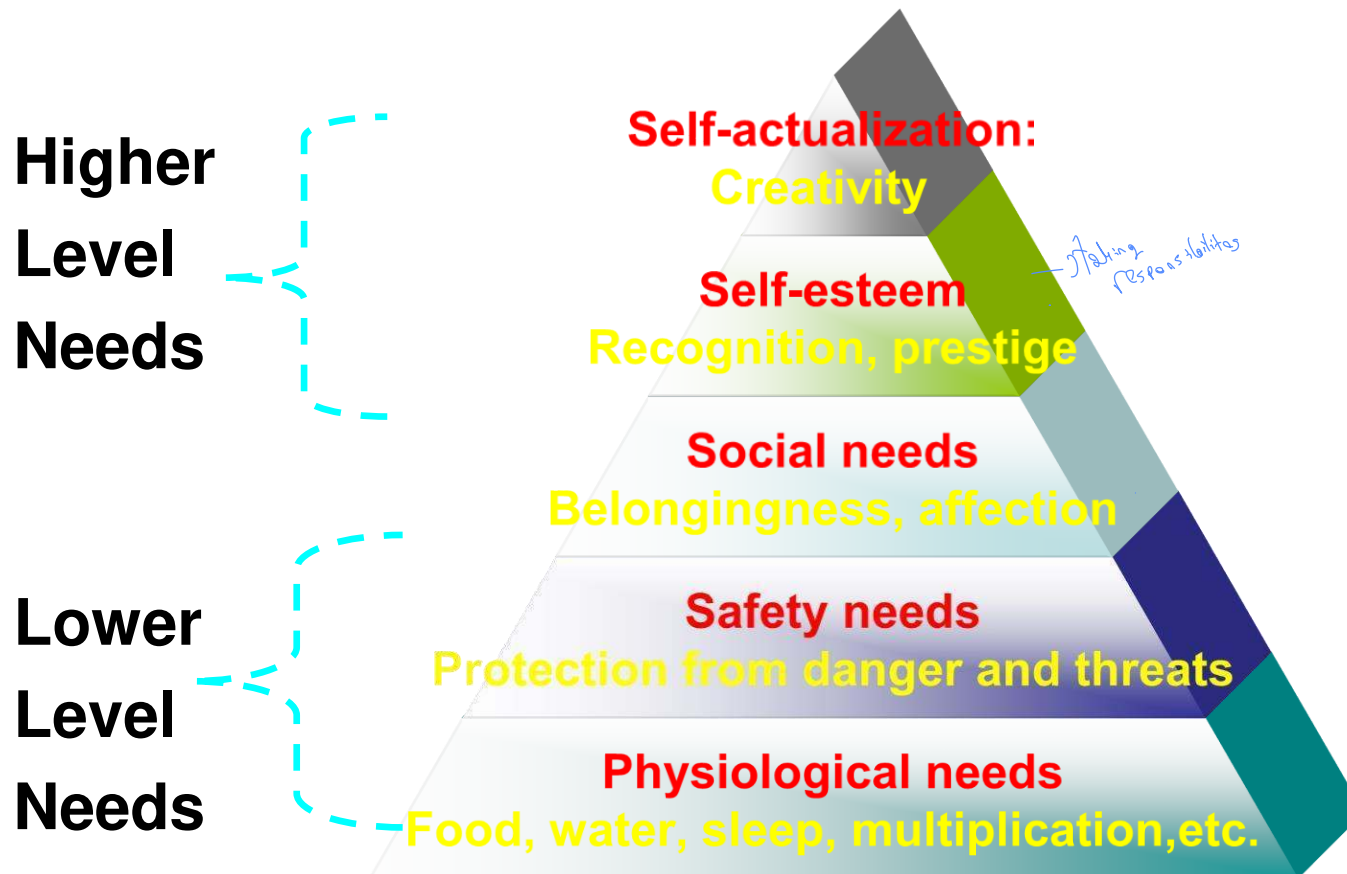 Higher
Level
Needs
Self-actualization:
Creativity
Self-esteem
Recognition, prestige
Social needs
Belongingness, affection
Lower
Level
Needs
Safety needs
Protection from danger and threats
Physiological needs
Food, water, sleep, multiplication,etc.